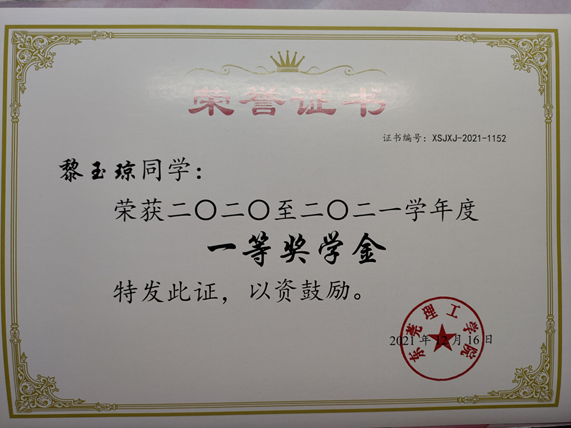 荣誉证书
证书编号：XSJXJ-2021-1152
黎玉琼同学：
荣获二〇二〇至二〇二一学年度
一等奖学金
特发此证，以资鼓励。
东莞理工学院
2021年12月16日